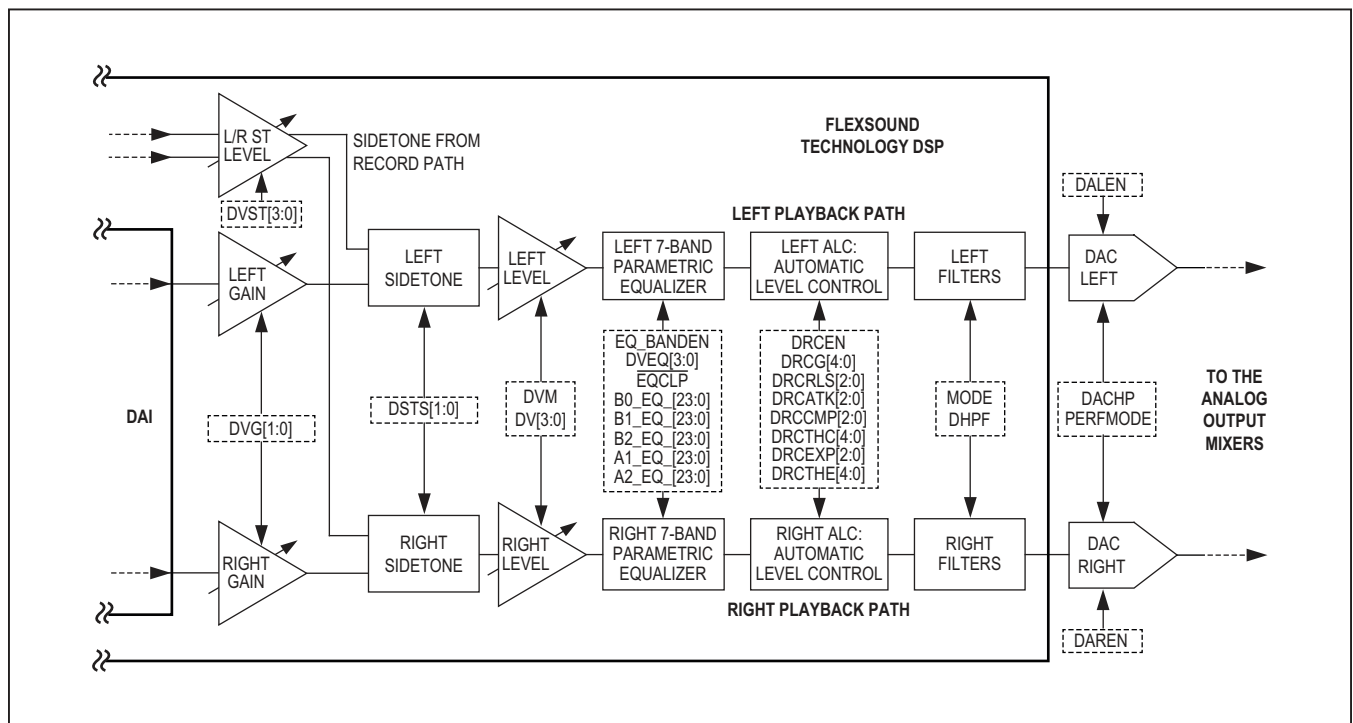 L/R ST
LEVEL
SIDETONE FROM
RECORD PATH
FLEXSOUND
TECHNOLOGY DSP
DVST[3:0]
DALEN
LEFT PLAYBACK PATH
LEFT
GAIN
LEFT
SIDETONE
LEFT
LEVEL
LEFT 7-BAND
PARAMETRIC
EQUALIZER
LEFT ALC:
AUTOMATIC
LEVEL CONTROL
LEFT
FILTERS
DAC
LEFT
DAI
DVG[1:0]
DSTS[1:0]
DVM
DV[3:0]
EQ_BANDEN
DVEQ[3:0]
EQCLP
B0_EQ_[23:0]
B1_EQ_[23:0]
B2_EQ_[23:0]
A1_EQ_[23:0]
A2_EQ_[23:0]
DRCEN
DRCG[4:0]
DRCRLS[2:0]
DRCATK[2:0]
DRCCMP[2:0]
DRCTHC[4:0]
DRCEXP[2:0]
DRCTHE[4:0]
MODE
DHPF
DACHP
PERFMODE
TO THE
ANALOG
OUTPUT
MIXERS
RIGHT
GAIN
RIGHT
SIDETONE
RIGHT
LEVEL
RIGHT 7-BAND
PARAMETRIC
EQUALIZER
RIGHT ALC:
AUTOMATIC
LEVEL CONTROL
RIGHT
FILTERS
DAC
RIGHT
RIGHT PLAYBACK PATH
DAREN